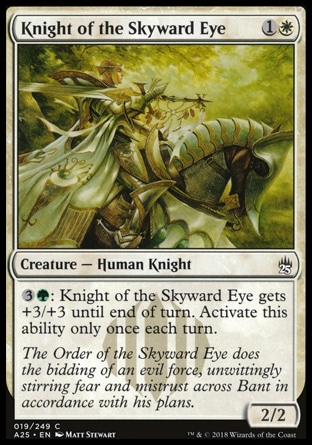 Knight of the Skyward Eye 1
Creature — Human Knight
25
3 : Knight of the Skyward Eye gets
+3/+3 until end of turn. Activate this
ability only once each turn.
The Order of the Skyward Eye does
the bidding of an evil force, unwittingly
stirring fear and mistrust across Bant in
accordance with his plans.
2/2
019/249 C
A25 • EN Matt Stewart
™ & © 2018 Wizards of the Coast